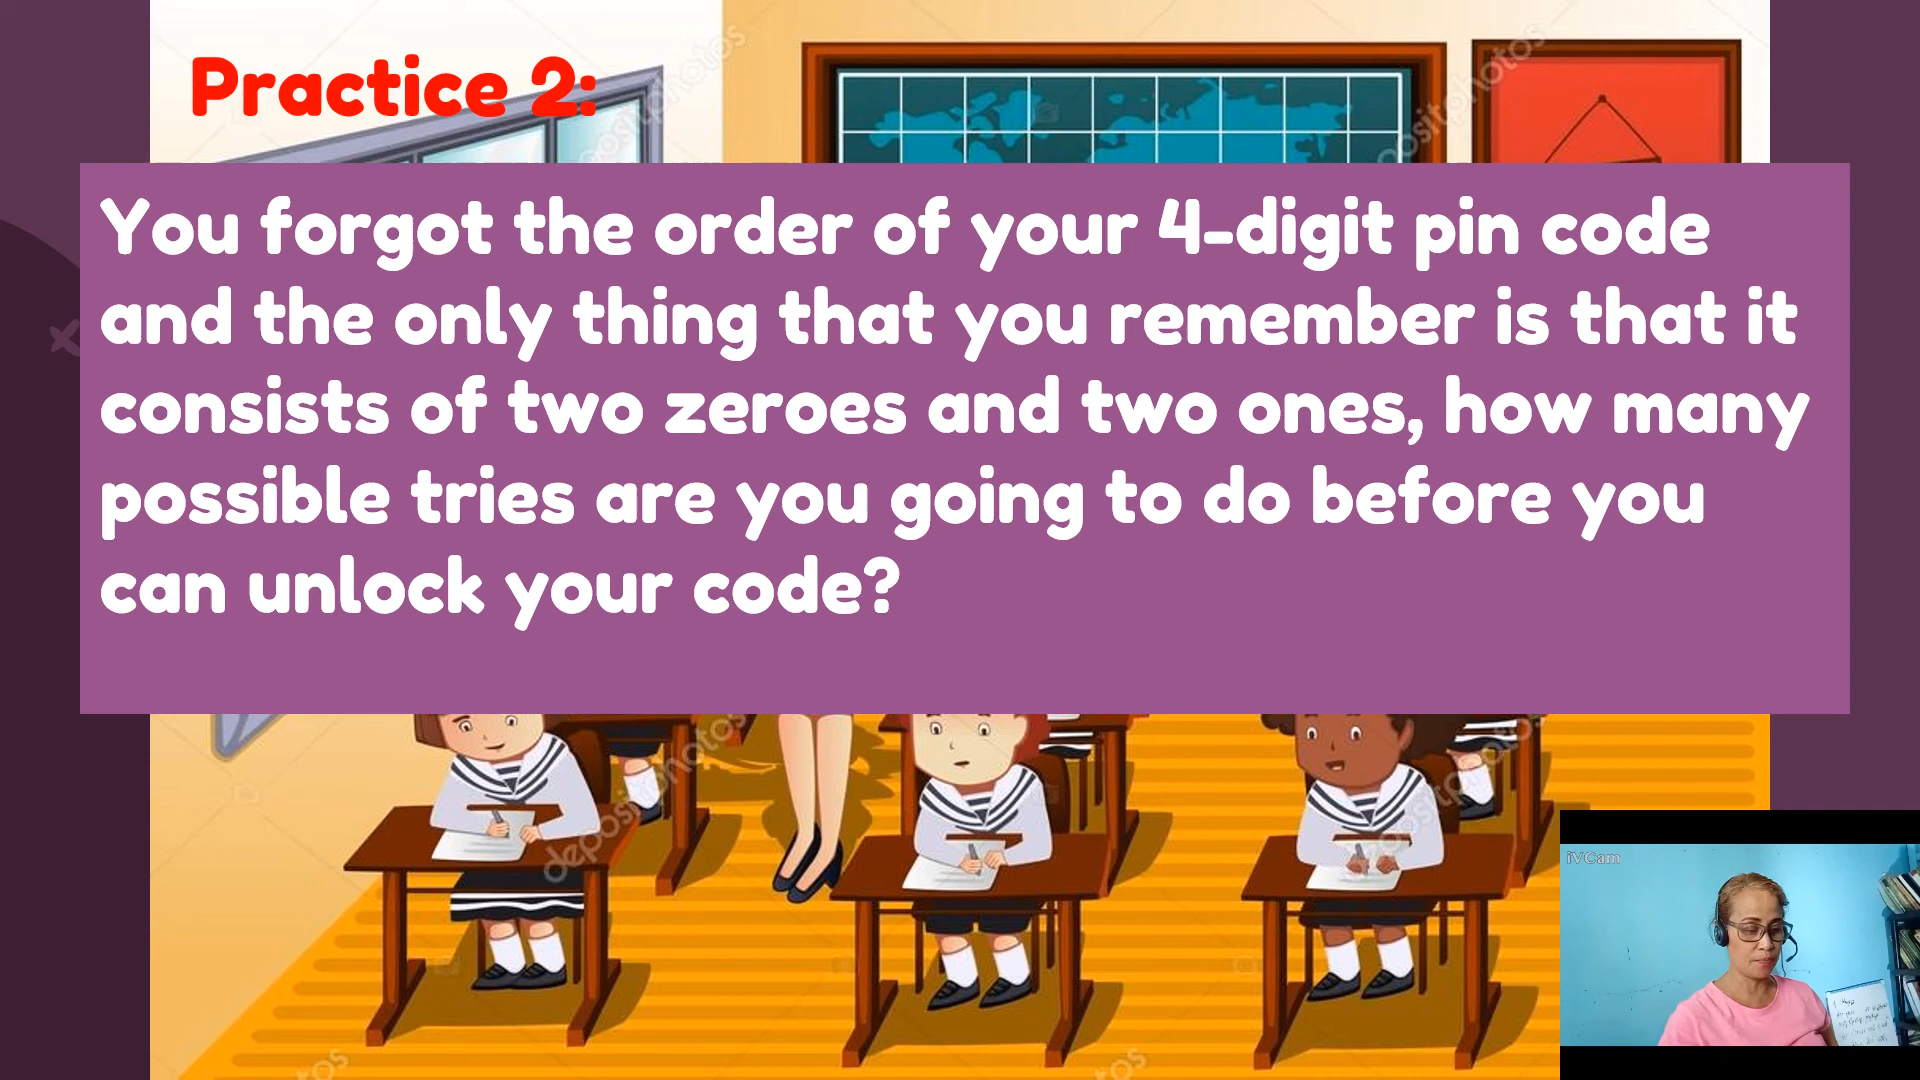 Practice 2:
You forgot the order of your 4-digit pin code
and the only thing that you remember is that it
consists of two zeroes and two ones, how many
possible tries are you going to do before you
can unlock your code?
depositphotos
iVCam